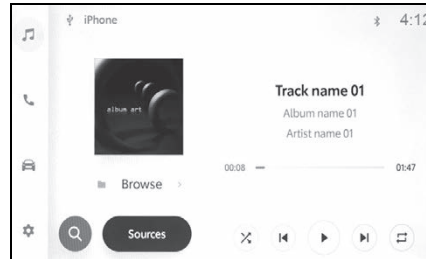 iPhone
4:12
album art
Track name 01
Album name 01
Artist name 01
00:08
01:47
Browse
Sources